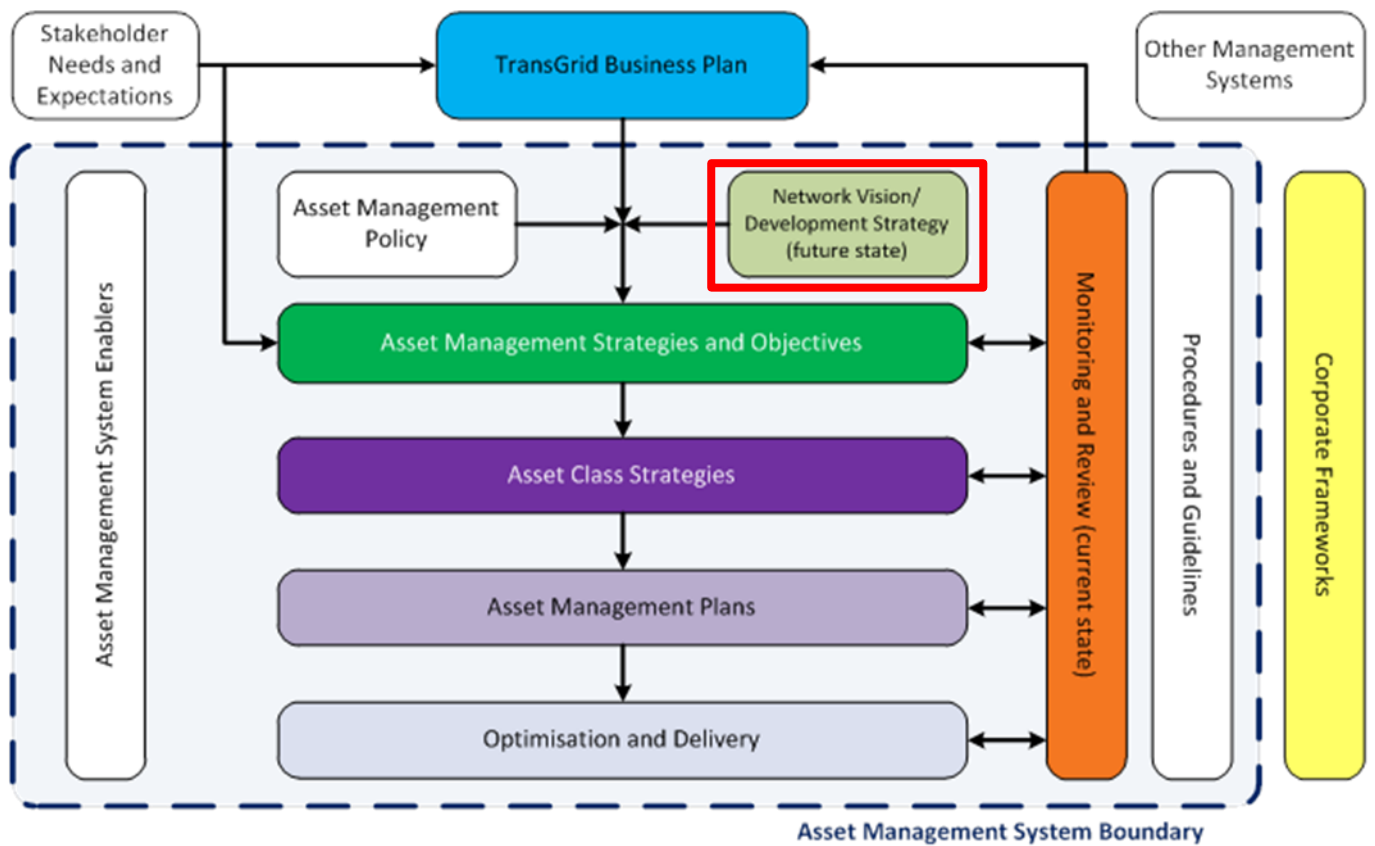 Stakeholder
Needs and
Expectations
TransGrid Business Plan
Other Management
Systems
Asset Management
Policy
Network Vision/
Development Strategy
(future state)
Asset Management System Enablers
Asset Management Strategies and Objectives
Asset Class Strategies
Asset Management Plans
Optimisation and Delivery
Monitoring and Review (current state)
Procedures and Guidelines
Corporate Frameworks
Asset Management System Boundary